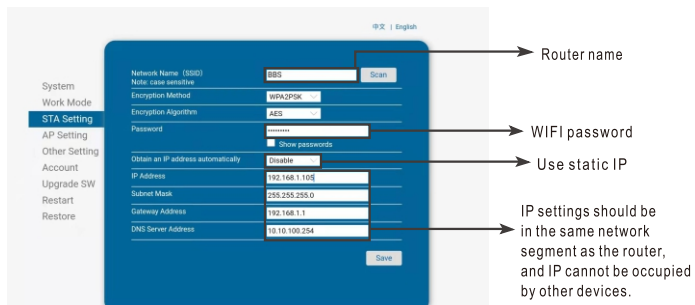 中文 | English
System
Work Mode
STA Setting
AP Setting
Other Setting
Account
Upgrade SW
Restart
Restore
Network Name (SSID)
Note: case sensitive
BBS
Scan
Encryption Method
WPA2PSK
Encryption Algorithm
AES
Password
•••••••••
Show passwords
Obtain an IP address automatically
Disable
IP Address
192.168.1.105
Subnet Mask
255.255.255.0
Gateway Address
192.168.1.1
DNS Server Address
10.10.100.254
Save
Router name
WIFI password
Use static IP
IP settings should be
in the same network
segment as the router,
and IP cannot be occupied
by other devices.